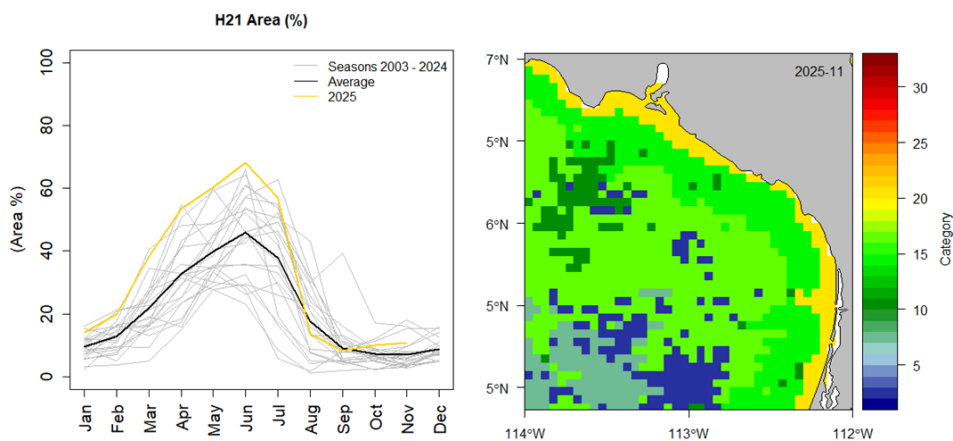 H21 Area (%)
(Area %)
100
80
60
40
20
0
Seasons 2003 - 2024
Average
2025
Jan
Feb
Mar
Apr
May
Jun
Jul
Aug
Sep
Oct
Nov
Dec
7°N
5°N
6°N
5°N
5°N
114°W
113°W
112°W
2025-11
30
25
20
15
10
5
Category